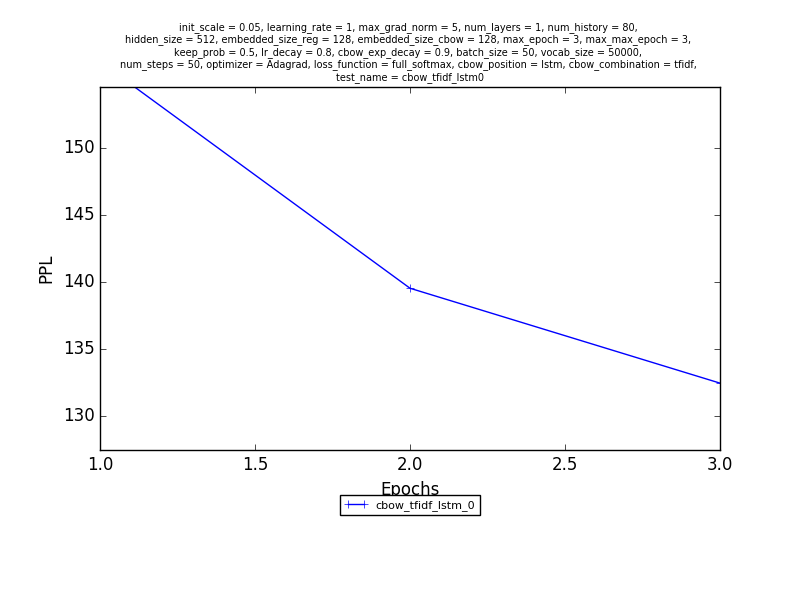 init_scale = 0.05, learning_rate = 1, max_grad_norm = 5, num_layers = 1, num_history = 80,
hidden_size = 512, embedded_size_reg = 128, embedded_size_cbow = 128, max_epoch = 3, max_max_epoch = 3,
keep_prob = 0.5, lr_decay = 0.8, cbow_exp_decay = 0.9, batch_size = 50, vocab_size = 50000,
num_steps = 50, optimizer = Adagrad, loss_function = full_softmax, cbow_position = lstm, cbow_combination = tfidf,
test_name = cbow_tfidf_lstm0
150
145
140
135
130
PPL
1.0 1.5 2.0 2.5 3.0
Epochs
cbow_tfidf_lstm_0